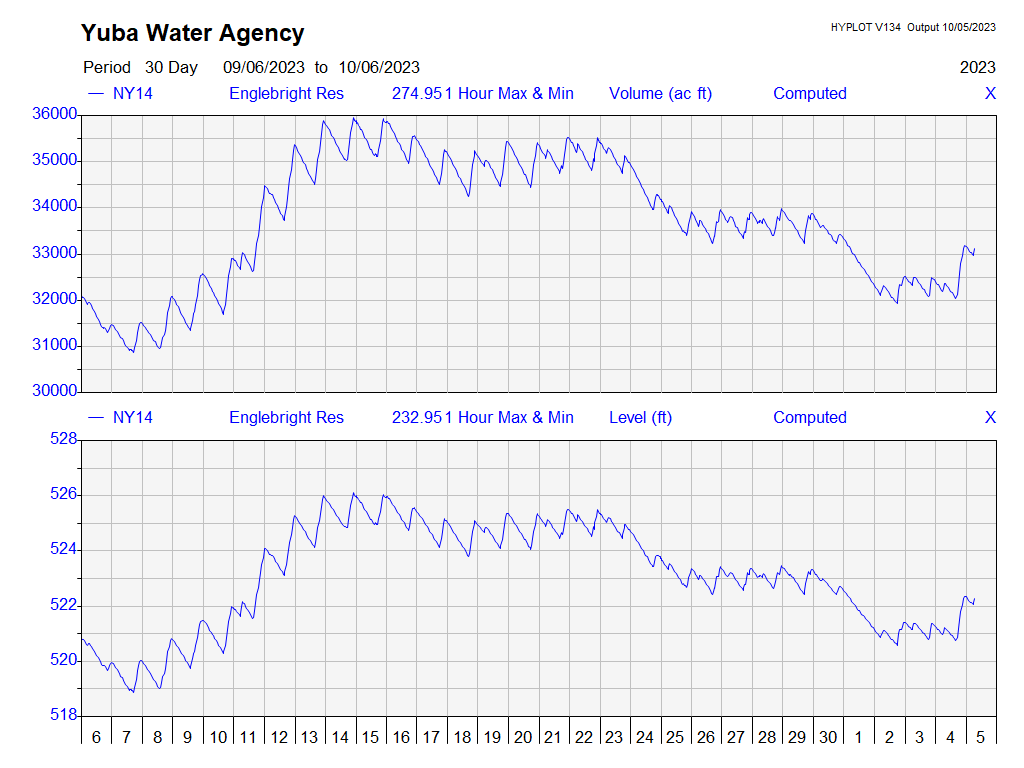 Yuba Water Agency
HYPLOT V134 Output 10/05/2023
Period 30 Day 09/06/2023 to 10/06/2023 2023
NY14 Englebright Res 274.951 Hour Max & Min Volume (ac ft) Computed X
36000
35000
34000
33000
32000
31000
30000
NY14 Englebright Res 232.951 Hour Max & Min Level (ft) Computed X
528
526
524
522
520
518
6 7 8 9 10 11 12 13 14 15 16 17 18 19 20 21 22 23 24 25 26 27 28 29 30 1 2 3 4 5